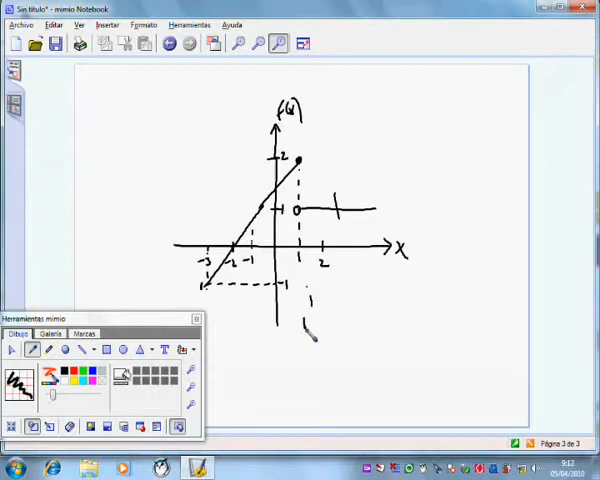 Sin título* - mimio Notebook
Archivo Editar Ver Insertar Formato Herramientas Ayuda
f(x)
2
1
-3 -2 -1 1 2 x
-1
Herramientas mimio
Dibujo Galería Marcas
T
Página 3 de 3
9:12
05/04/2010